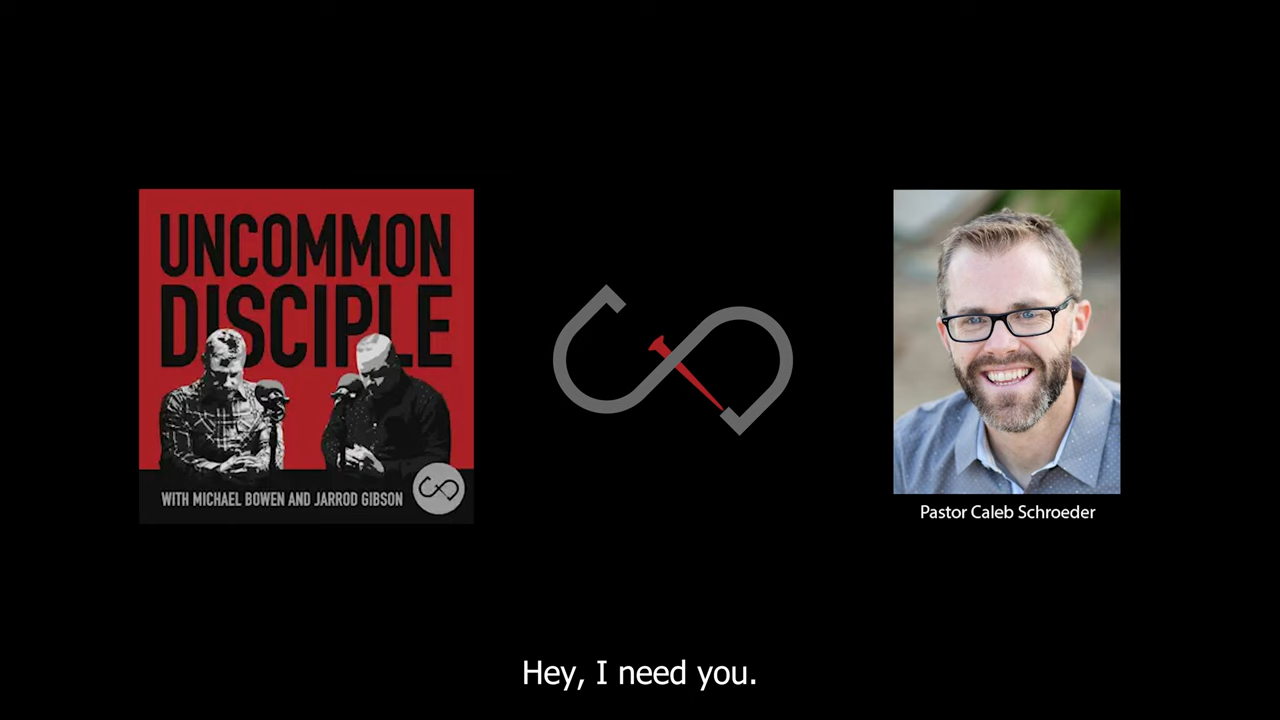 UNCOMMON
DISCIPLE
WITH MICHAEL BOWEN AND JARROD GIBSON
Pastor Caleb Schroeder
Hey, I need you.